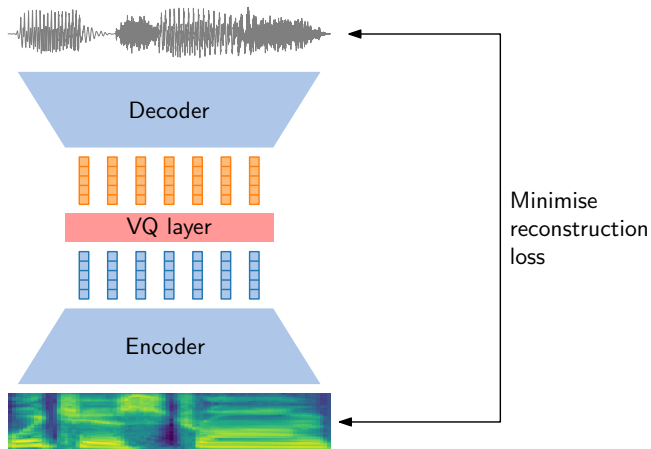 Decoder
VQ layer
Minimise
reconstruction
loss
Encoder